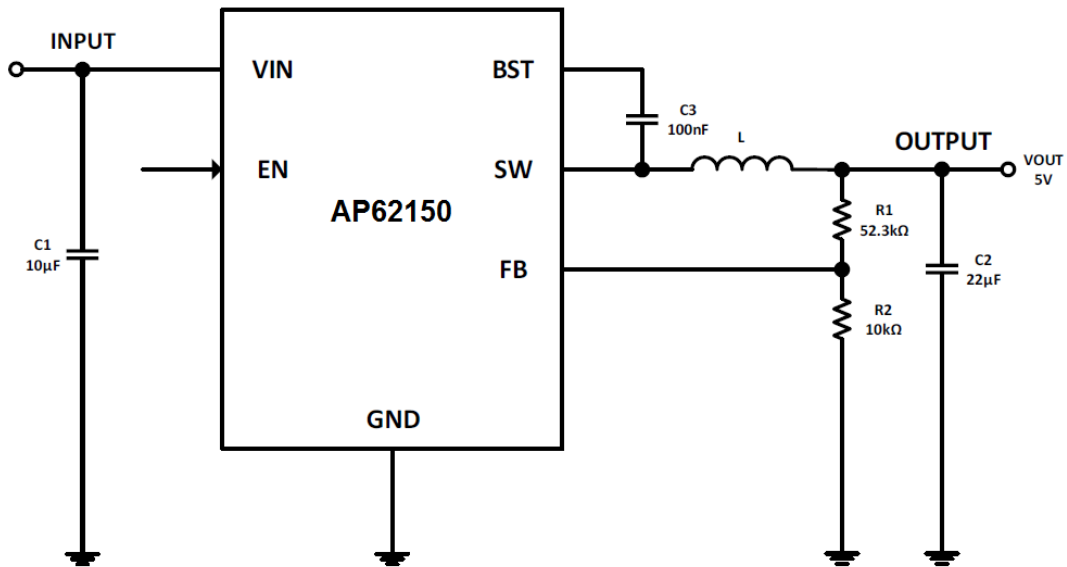 INPUT
VIN
BST
C3
100nF
L
OUTPUT
VOUT
5V
EN
SW
AP62150
R1
52.3kΩ
C1
10µF
FB
C2
22µF
R2
10kΩ
GND